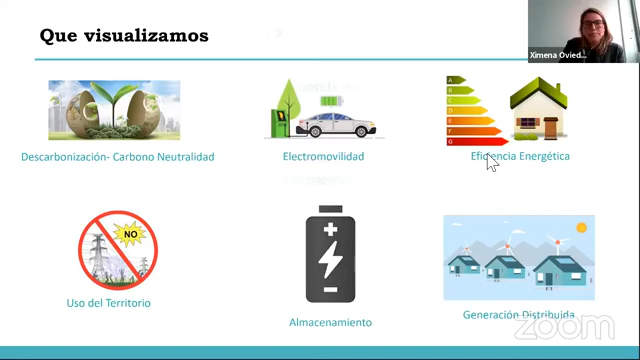 Que visualizamos
Ximena Ovied...
Descarbonización- Carbono Neutralidad
Electromovilidad
A
B
C
D
E
F
G
Eficiencia Energética
NO
Uso del Territorio
Almacenamiento
Generación Distribuida
zoom